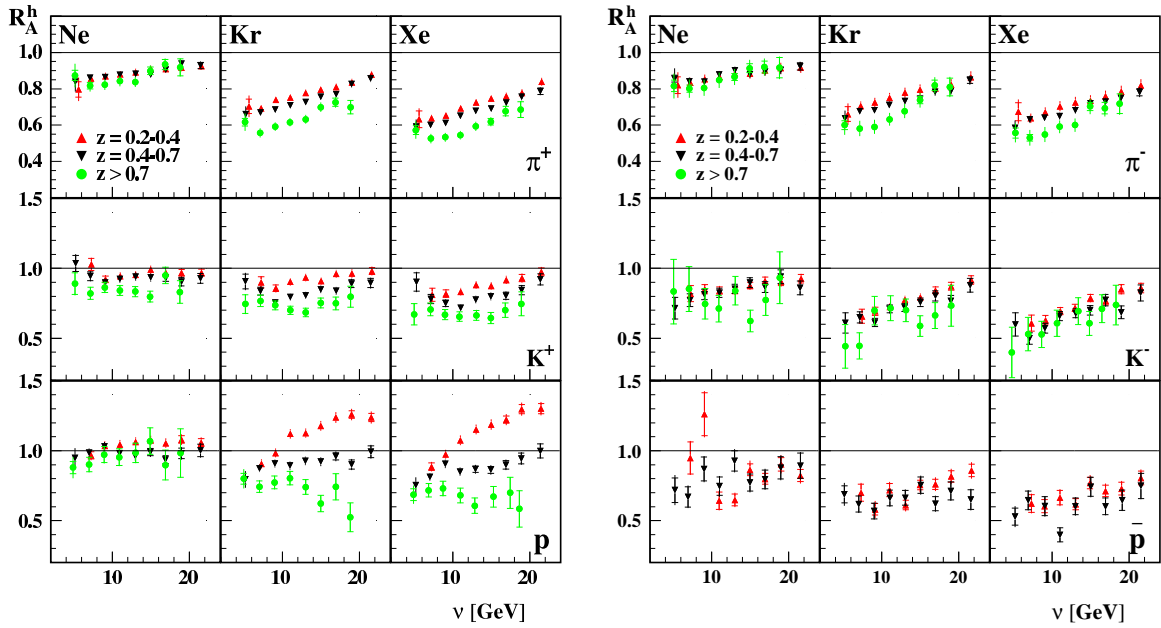 R_A^h Ne Kr Xe
1.0
0.8
0.6
0.4
z = 0.2-0.4
z = 0.4-0.7
z > 0.7
π⁺
1.5
1.0
0.5
K⁺
1.5
1.0
0.5
p
10 20 10 20 10 20
ν [GeV]
R_A^h Ne Kr Xe
1.0
0.8
0.6
0.4
z = 0.2-0.4
z = 0.4-0.7
z > 0.7
π⁻
1.5
1.0
0.5
K⁻
1.5
1.0
0.5
p̄
10 20 10 20 10 20
ν [GeV]